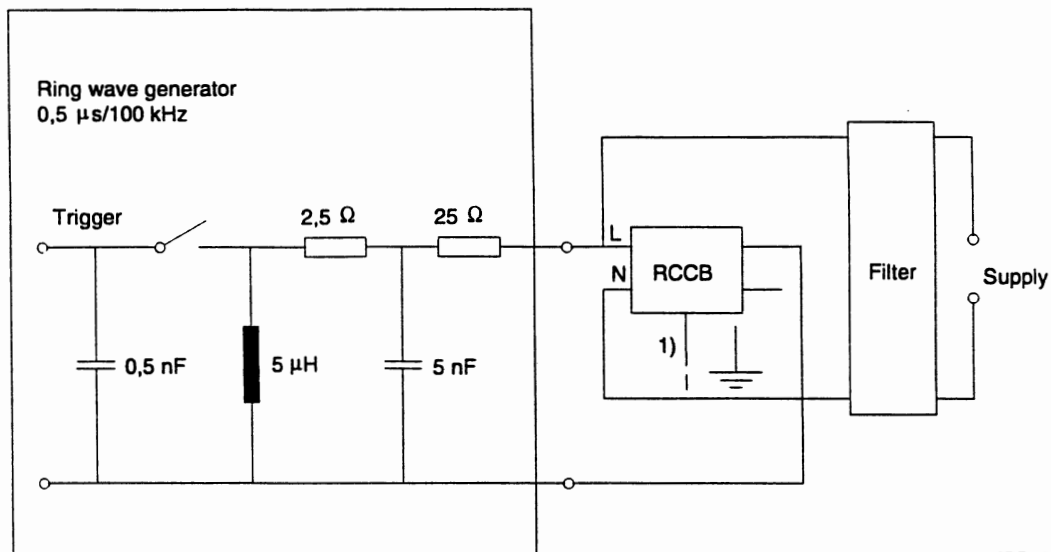 Ring wave generator
0,5 μs/100 kHz
Trigger
2,5 Ω
25 Ω
L
N
RCCB
Filter
Supply
1)
0,5 nF
5 μH
5 nF